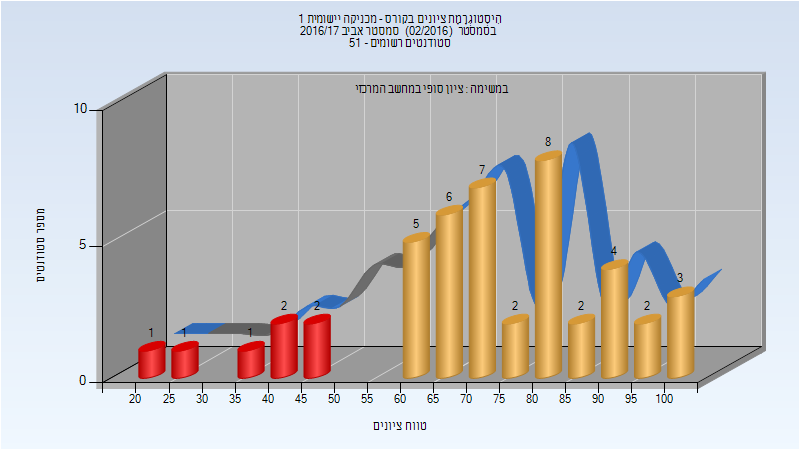 היסטוגרמת ציונים בקורס - מכניקה יישומית 1
בסמסטר (02/2016) סמסטר אביב 2016/17
סטודנטים רשומים - 51
במשימה : ציון סופי במחשב המרכזי
מספר סטודנטים
10
5
0
1
1
1
2
2
5
6
7
2
8
2
4
2
3
20 25 30 35 40 45 50 55 60 65 70 75 80 85 90 95 100
טווח ציונים